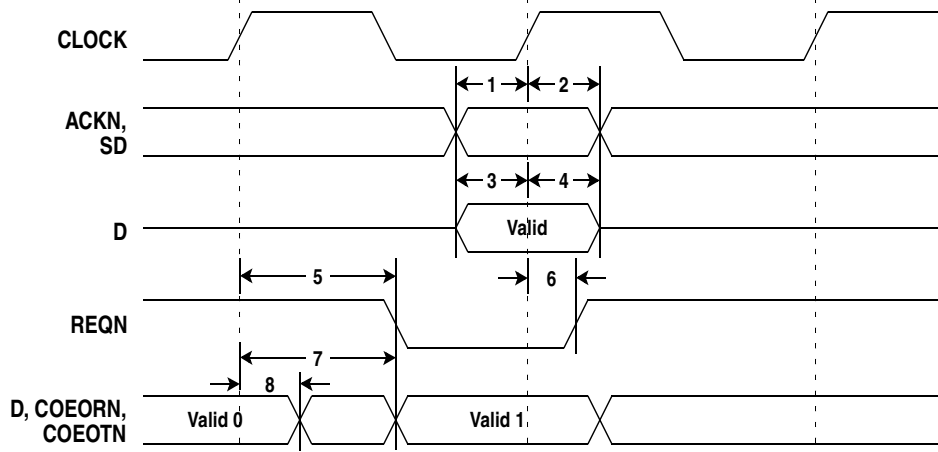 CLOCK
1 2
ACKN,
SD
3 4
D
Valid
5 6
REQN
7
8
D, COEORN,
COEOTN
Valid 0 Valid 1